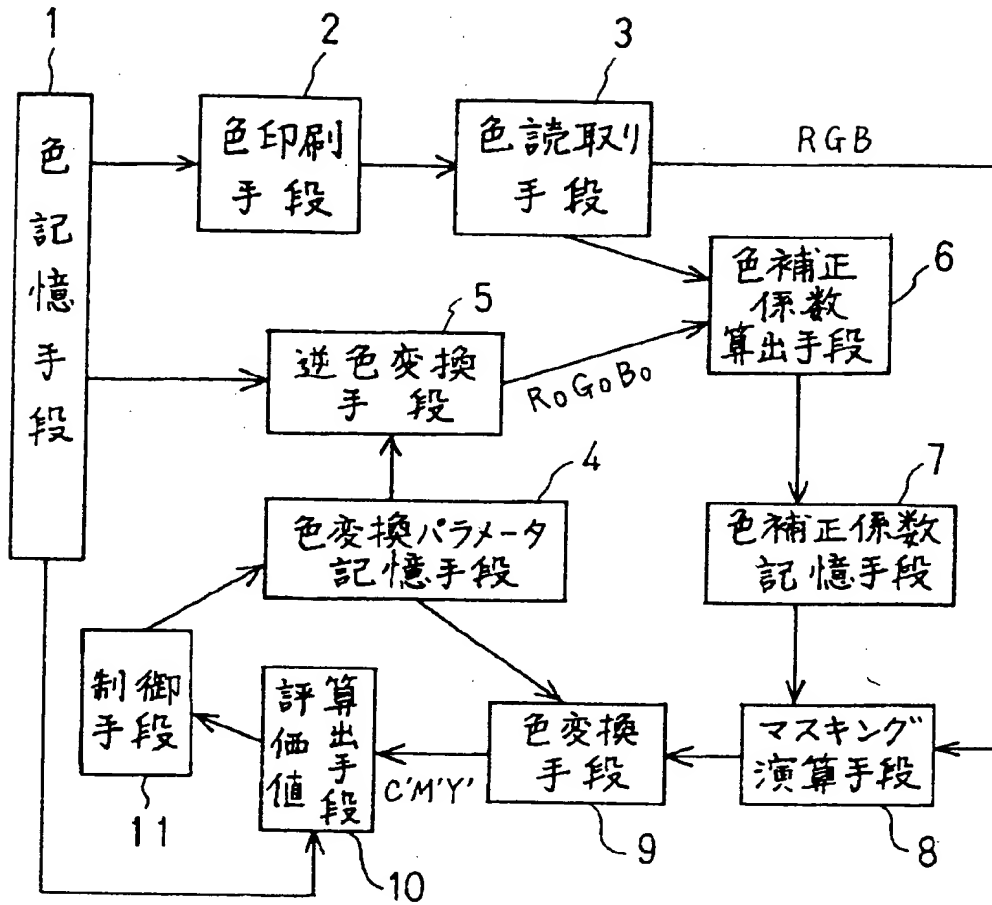 1
色記憶手段
2
色印刷
手段
3
色読取り
手段
RGB
6
色補正
係数
算出手段
5
逆色変換
手段
R₀G₀B₀
4
色変換パラメータ
記憶手段
7
色補正係数
記憶手段
制御
手段
11
評価値
算出手段
10
C'M'Y'
色変換
手段
9
マスキング
演算手段
8